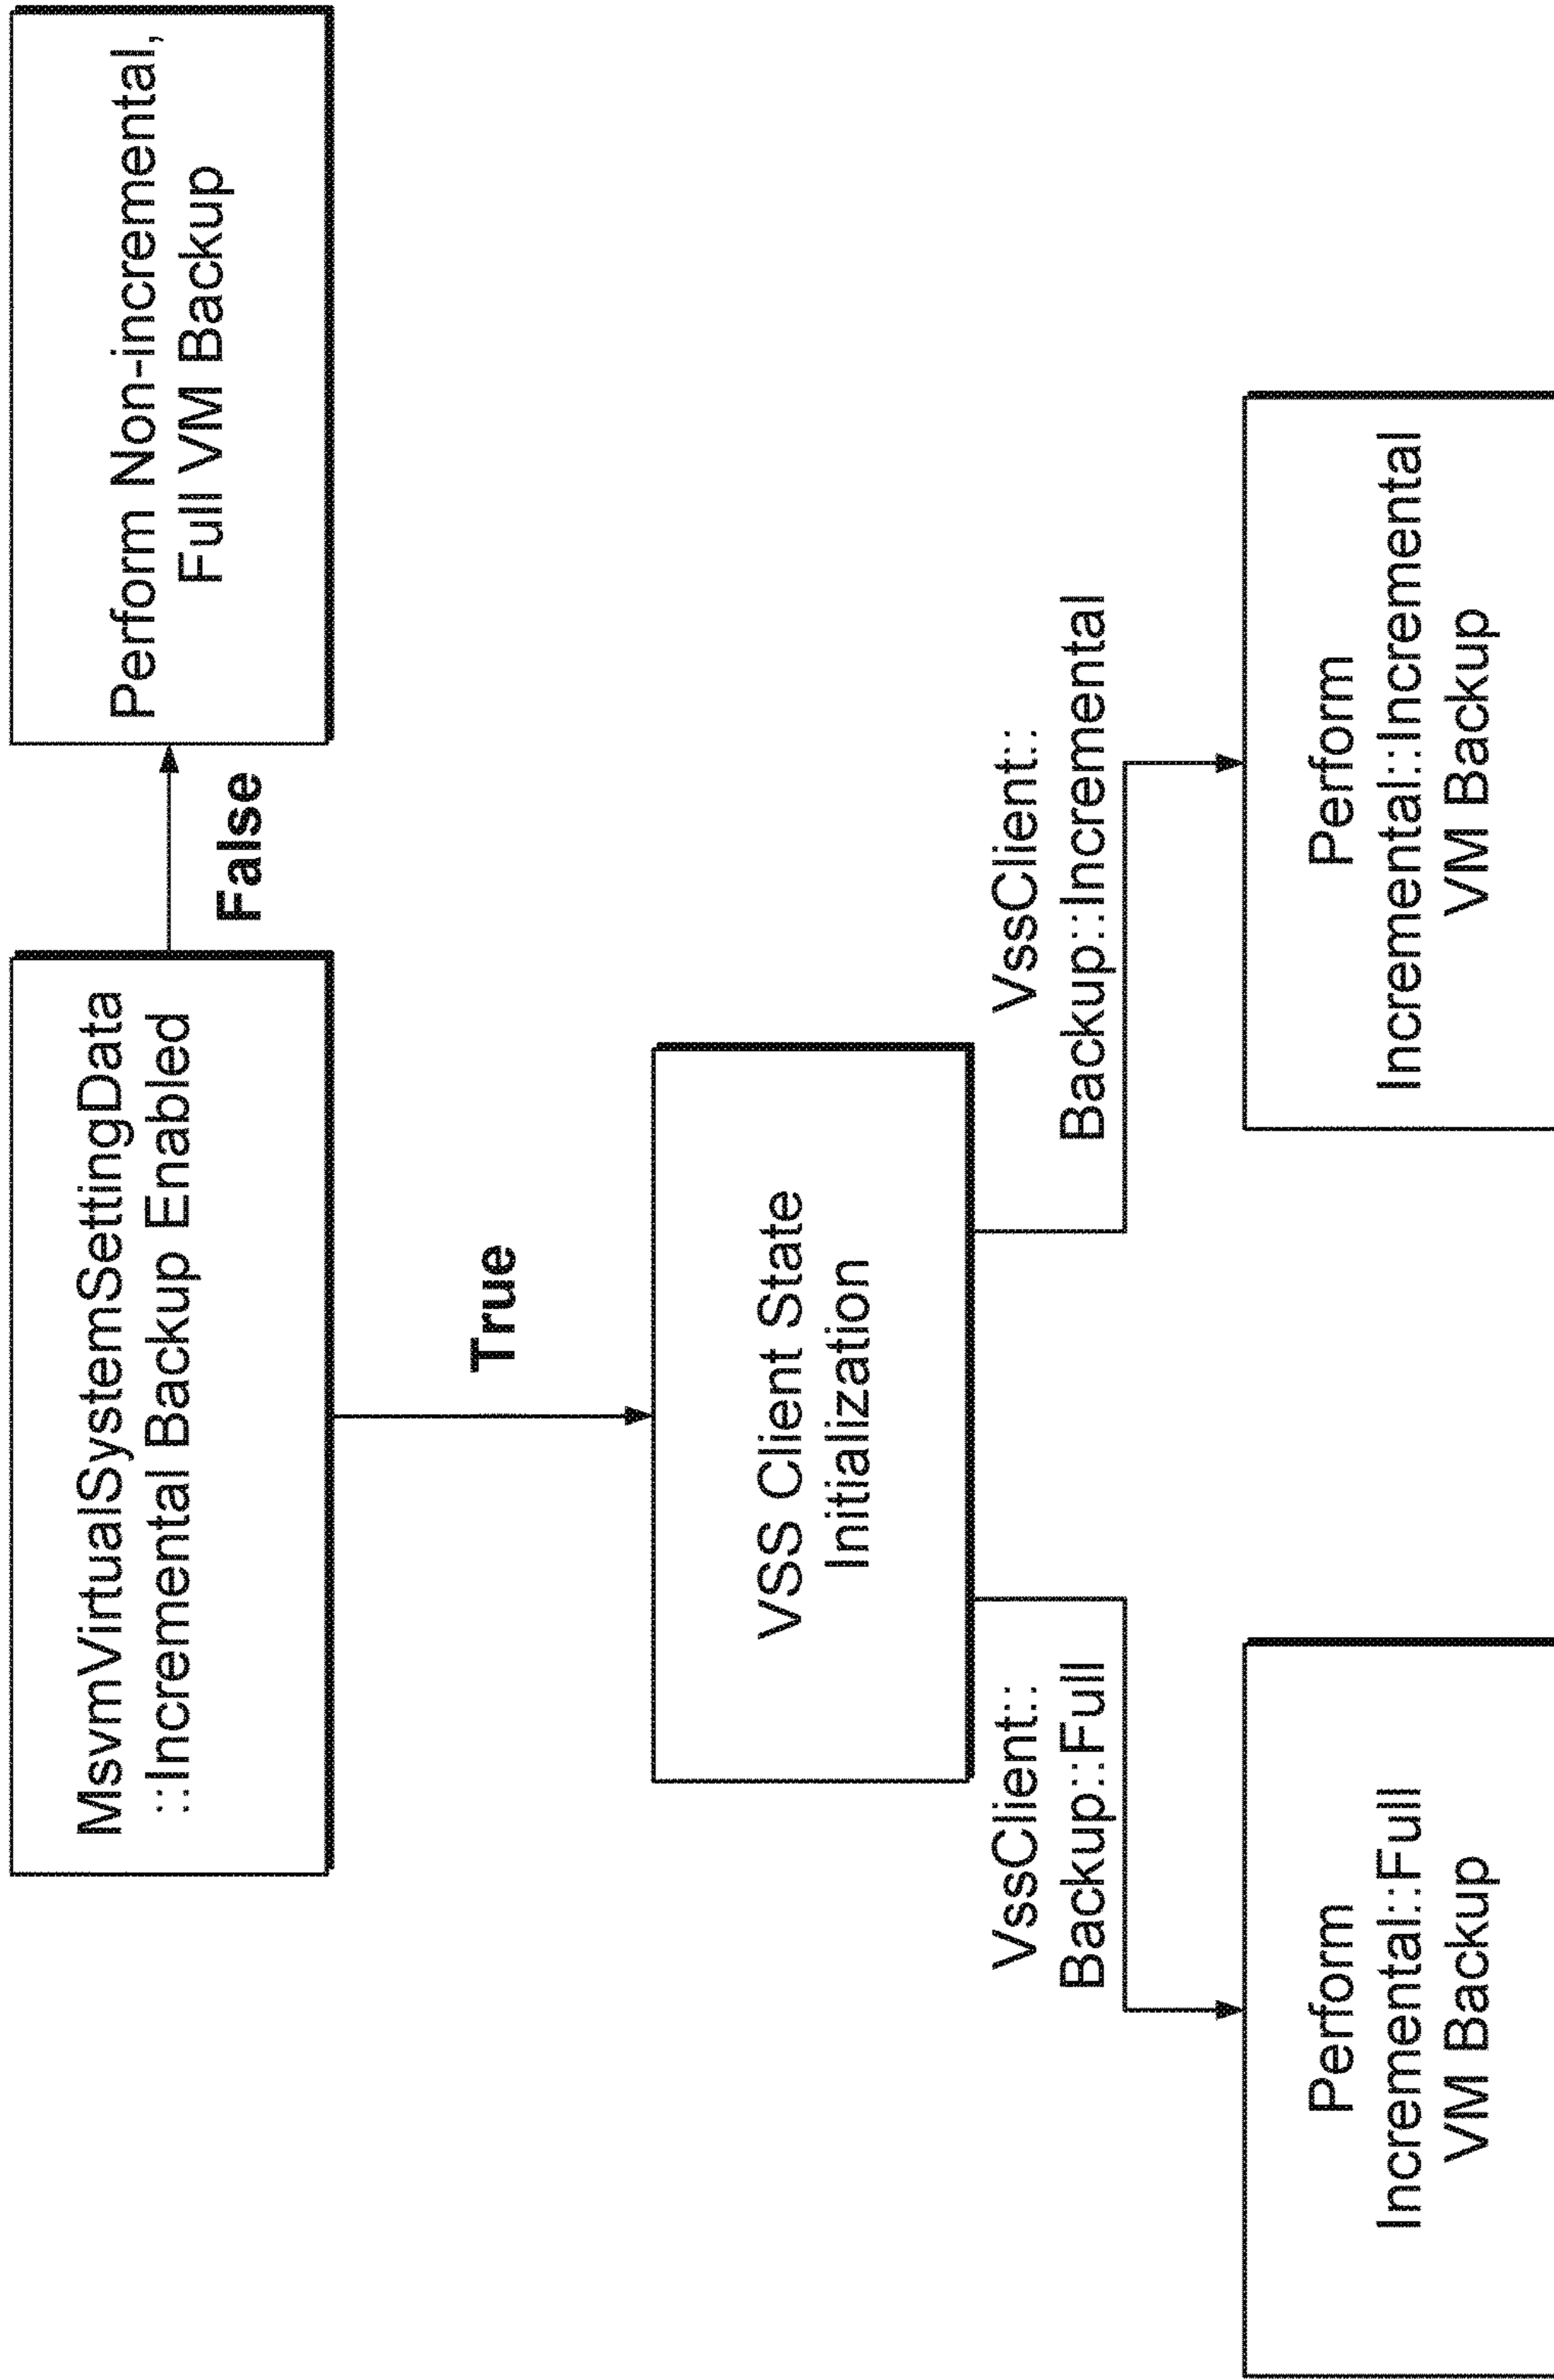 MsvmVirtualSystemSettingData
::Incremental Backup Enabled
False
Perform Non-incremental,
Full VM Backup
True
VSS Client State
Initialization
VssClient::
Backup::Full
VssClient::
Backup::Incremental
Perform
Incremental::Full
VM Backup
Perform
Incremental::Incremental
VM Backup